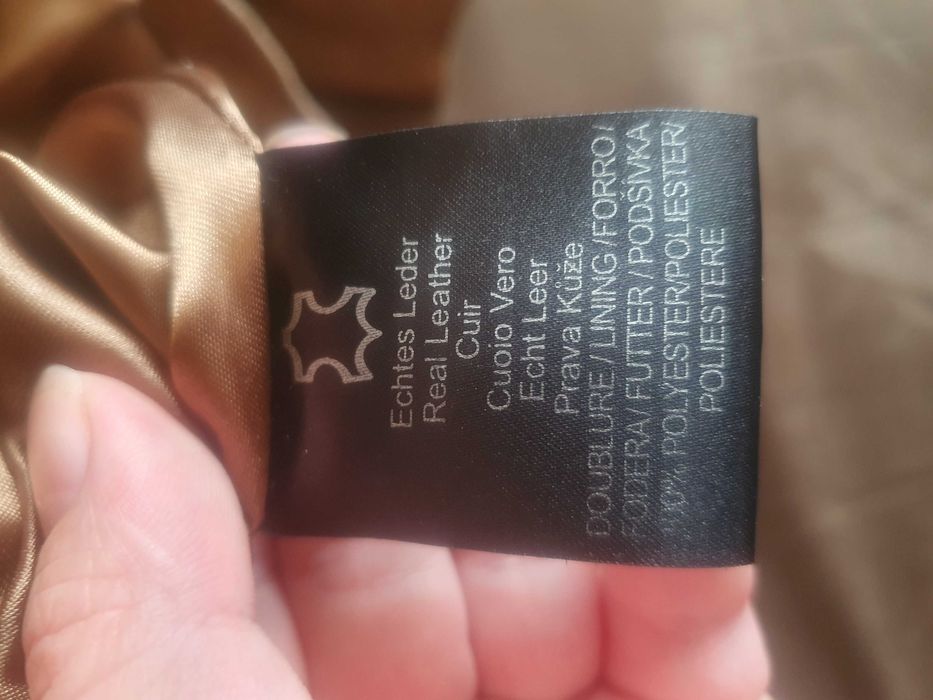 Echtes Leder
Real Leather
Cuir
Cuoio Vero
Echt Leer
Prava Kůže
DOUBLURE / LINING / FORRO /
FODERA / FUTTER / PODŠÍVKA
POLYESTER/POLIESTER/
POLIESTERE